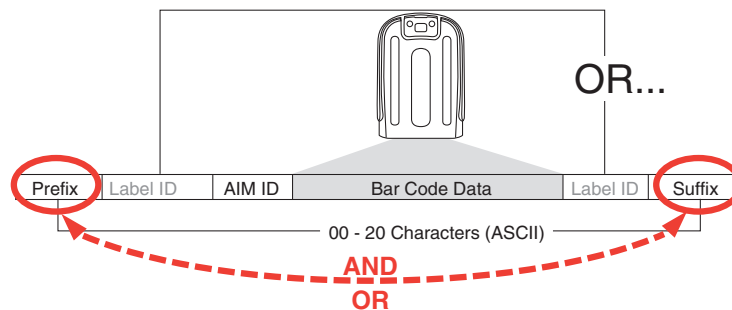 OR...
Prefix Label ID AIM ID Bar Code Data Label ID Suffix
00 - 20 Characters (ASCII)
AND
OR